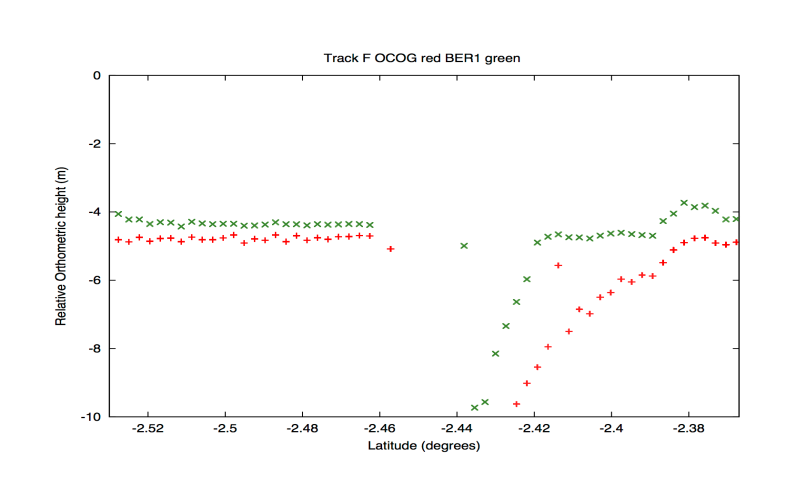 Track F OCOG red BER1 green
0
-2
-4
-6
-8
-10
Relative Orthometric height (m)
-2.52 -2.5 -2.48 -2.46 -2.44 -2.42 -2.4 -2.38
Latitude (degrees)